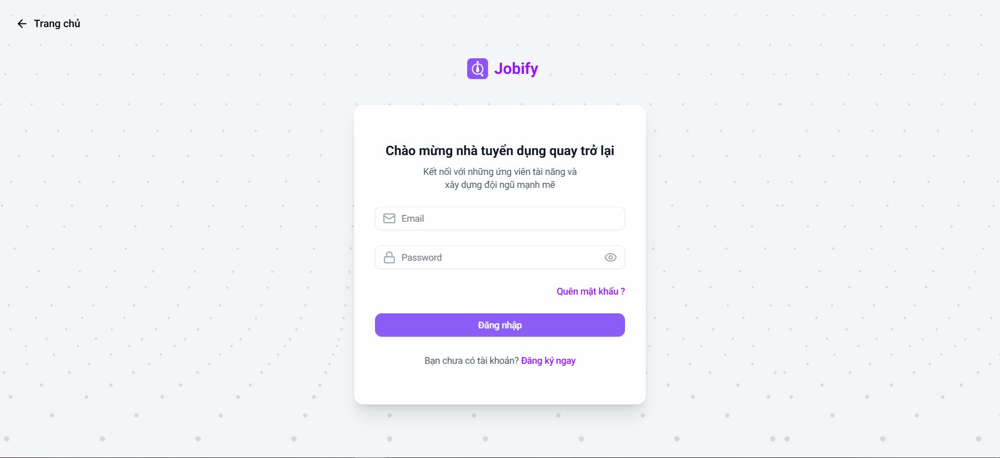 Trang chủ
Jobify
Chào mừng nhà tuyển dụng quay trở lại
Kết nối với những ứng viên tài năng và
xây dựng đội ngũ mạnh mẽ
Email
Password
Quên mật khẩu ?
Đăng nhập
Bạn chưa có tài khoản? Đăng ký ngay